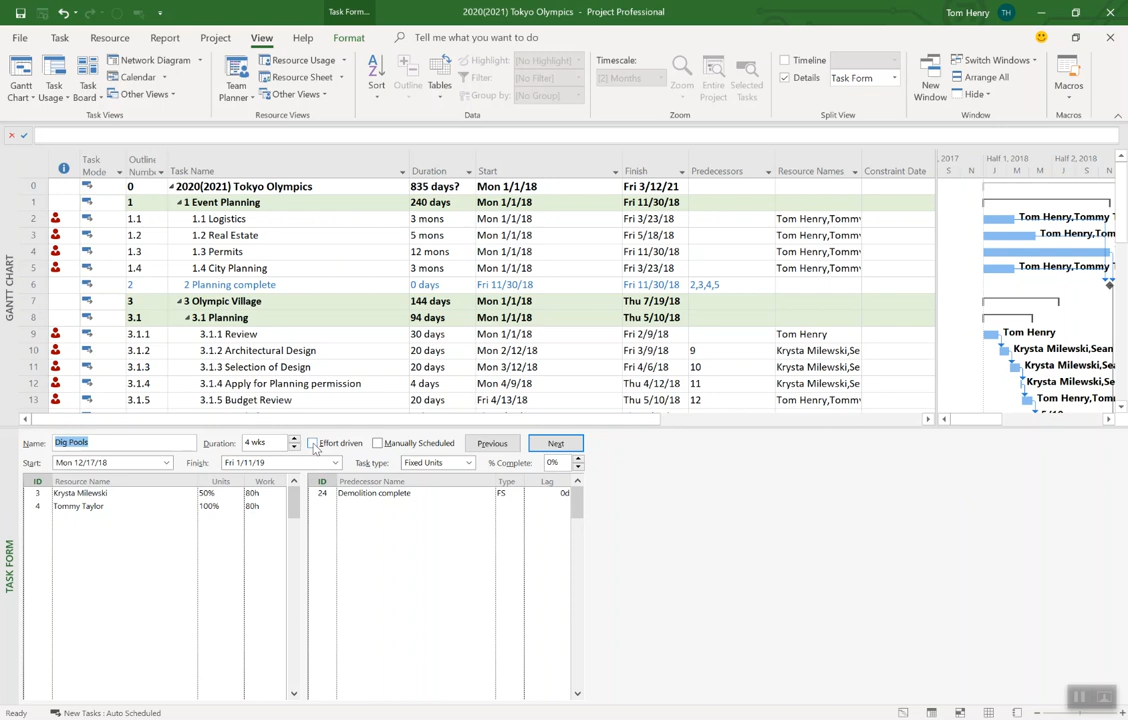 Task Form...
2020(2021) Tokyo Olympics - Project Professional
Tom Henry TH
File Task Resource Report Project View Help Format Tell me what you want to do
Gantt Chart
Task Usage
Task Board
Network Diagram
Calendar
Other Views
Task Views
Team Planner
Resource Usage
Resource Sheet
Other Views
Resource Views
Sort
Outline
Tables
Highlight: [No Highlight]
Filter: [No Filter]
Group by: [No Group]
Data
Timescale:
[2] Months
Zoom
Entire Project
Selected Tasks
Zoom
Timeline
Details Task Form
Split View
New Window
Switch Windows
Arrange All
Hide
Window
Macros
Macros
Task Mode Outline Number Task Name Duration Start Finish Predecessors Resource Names Constraint Date
, 2017 Half 1, 2018 Half 2, 2018
S N J M M J S N
0 0 2020(2021) Tokyo Olympics 835 days? Mon 1/1/18 Fri 3/12/21
1 1 1 Event Planning 240 days Mon 1/1/18 Fri 11/30/18
2 1.1 1.1 Logistics 3 mons Mon 1/1/18 Fri 3/23/18 Tom Henry,Tommy Tom Henry,Tommy T
3 1.2 1.2 Real Estate 5 mons Mon 1/1/18 Fri 5/18/18 Tom Henry,Tommy Tom Henry,Tom
4 1.3 1.3 Permits 12 mons Mon 1/1/18 Fri 11/30/18 Tom Henry,Tommy
5 1.4 1.4 City Planning 3 mons Mon 1/1/18 Fri 3/23/18 Tom Henry,Tommy Tom Henry,Tommy T
6 2 2 Planning complete 0 days Fri 11/30/18 Fri 11/30/18 2,3,4,5
7 3 3 Olympic Village 144 days Mon 1/1/18 Thu 7/19/18
8 3.1 3.1 Planning 94 days Mon 1/1/18 Thu 5/10/18
9 3.1.1 3.1.1 Review 30 days Mon 1/1/18 Fri 2/9/18 Tom Henry Tom Henry
10 3.1.2 3.1.2 Architectural Design 20 days Mon 2/12/18 Fri 3/9/18 9 Krysta Milewski,Se Krysta Milewski,Sean
11 3.1.3 3.1.3 Selection of Design 20 days Mon 3/12/18 Fri 4/6/18 10 Krysta Milewski,Se Krysta Milewski,Sea
12 3.1.4 3.1.4 Apply for Planning permission 4 days Mon 4/9/18 Thu 4/12/18 11 Krysta Milewski,Se Krysta Milewski,Se
13 3.1.5 3.1.5 Budget Review 20 days Fri 4/13/18 Thu 5/10/18 12 Tom Henry,Tommy Tom Henry,To
GANTT CHART
Name: Dig Pools Duration: 4 wks Effort driven Manually Scheduled Previous Next
Start: Mon 12/17/18 Finish: Fri 1/11/19 Task type: Fixed Units % Complete: 0%
ID Resource Name Units Work ID Predecessor Name Type Lag
3 Krysta Milewski 50% 80h 24 Demolition complete FS 0d
4 Tommy Taylor 100% 80h
TASK FORM
Ready New Tasks : Auto Scheduled